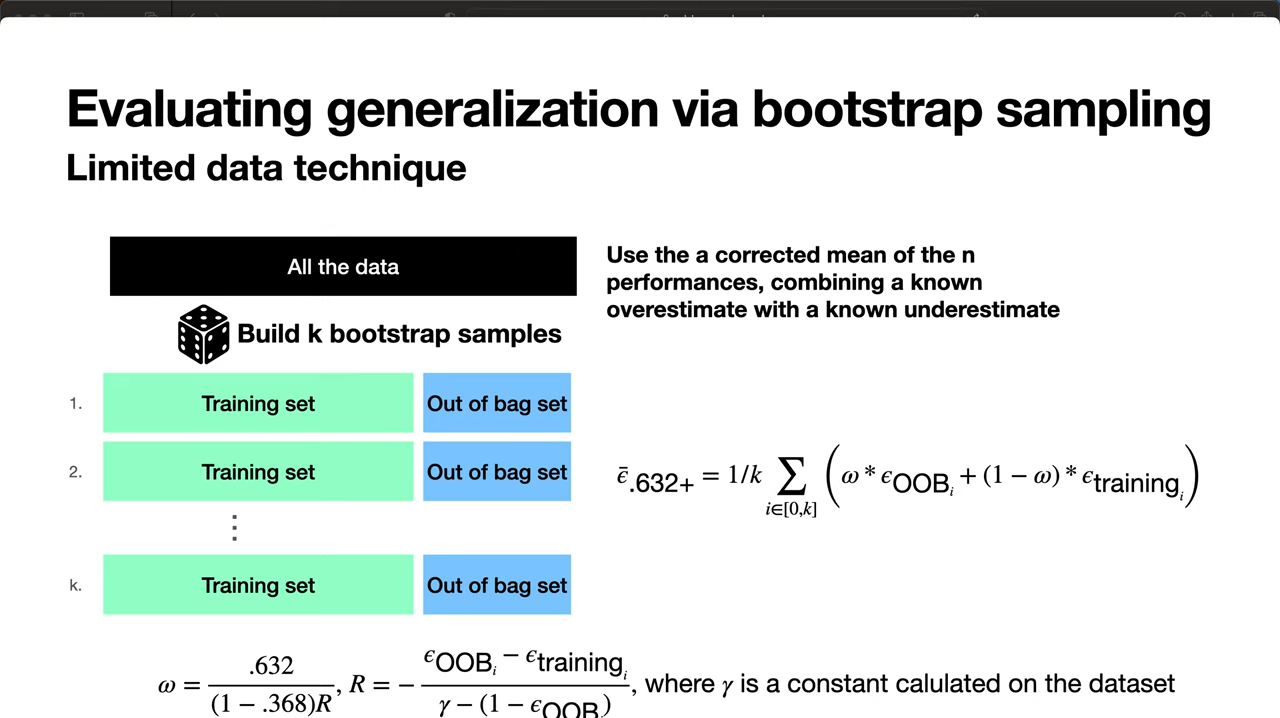 Evaluating generalization via bootstrap sampling
Limited data technique
All the data
Build k bootstrap samples
1. Training set Out of bag set
2. Training set Out of bag set
⋮
k. Training set Out of bag set
Use the a corrected mean of the n
performances, combining a known
overestimate with a known underestimate
ϵ̄.632+ = 1/k ∑i∈[0,k] (ω * ϵOOBi + (1 − ω) * ϵtrainingi)
ω = .632 / (1 − .368)R, R = − (ϵOOBi − ϵtrainingi) / (γ − (1 − ϵOOBi)), where γ is a constant calulated on the dataset